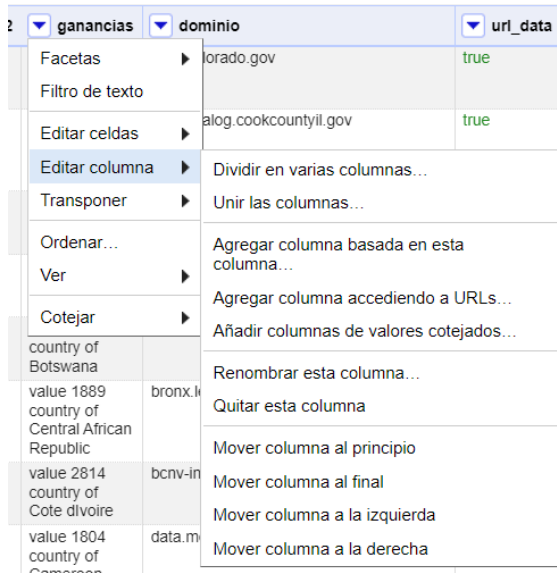 2 ganancias dominio url_data
Facetas
lorado.gov true
Filtro de texto
Editar celdas
alog.cookcountyil.gov true
Editar columna
Dividir en varias columnas…
Transponer
Unir las columnas…
Ordenar…
Agregar columna basada en esta
columna…
Ver
Agregar columna accediendo a URLs…
Cotejar
Añadir columnas de valores cotejados…
country of
Botswana
Renombrar esta columna…
value 1889
country of
Central African
Republic
bronx.l
Quitar esta columna
Mover columna al principio
value 2814
country of
Cote dIvoire
bcnv-in
Mover columna al final
Mover columna a la izquierda
value 1804
country of
Cameroon
data.m
Mover columna a la derecha